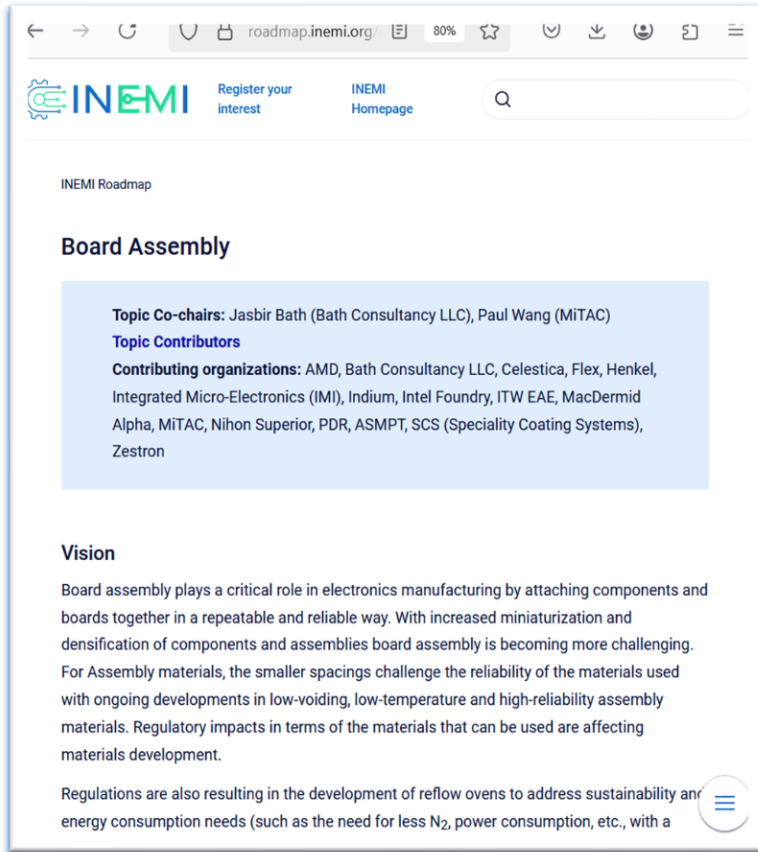 roadmap.inemi.org/
80%
INEMI
Register your
interest
INEMI
Homepage
INEMI Roadmap
Board Assembly
Topic Co-chairs: Jasbir Bath (Bath Consultancy LLC), Paul Wang (MiTAC)
Topic Contributors
Contributing organizations: AMD, Bath Consultancy LLC, Celestica, Flex, Henkel,
Integrated Micro-Electronics (IMI), Indium, Intel Foundry, ITW EAE, MacDermid
Alpha, MiTAC, Nihon Superior, PDR, ASMPT, SCS (Speciality Coating Systems),
Zestron
Vision
Board assembly plays a critical role in electronics manufacturing by attaching components and
boards together in a repeatable and reliable way. With increased miniaturization and
densification of components and assemblies board assembly is becoming more challenging.
For Assembly materials, the smaller spacings challenge the reliability of the materials used
with ongoing developments in low-voiding, low-temperature and high-reliability assembly
materials. Regulatory impacts in terms of the materials that can be used are affecting
materials development.
Regulations are also resulting in the development of reflow ovens to address sustainability and
energy consumption needs (such as the need for less N₂, power consumption, etc., with a